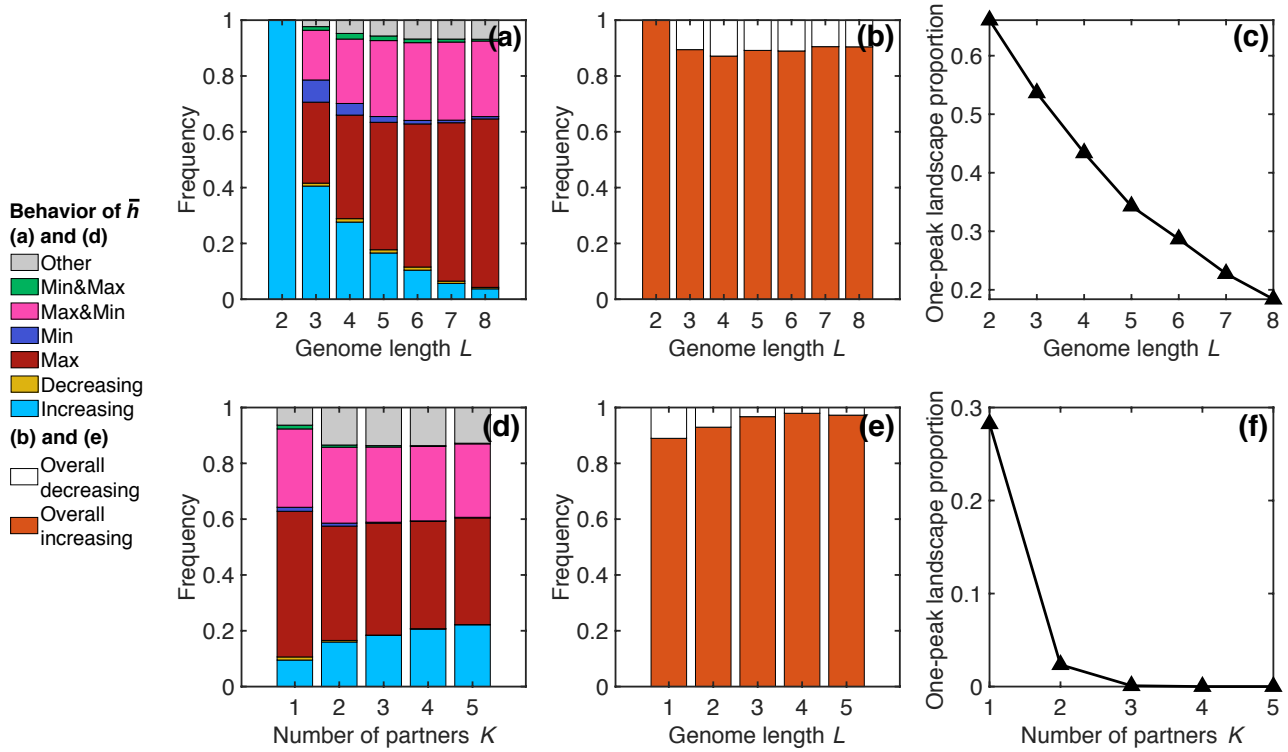 Behavior of h̄
(a) and (d)
Other
Min&Max
Max&Min
Min
Max
Decreasing
Increasing
(b) and (e)
Overall
decreasing
Overall
increasing
(a)
Frequency
1
0.8
0.6
0.4
0.2
0
2 3 4 5 6 7 8
Genome length L
(b)
Frequency
1
0.8
0.6
0.4
0.2
0
2 3 4 5 6 7 8
Genome length L
(c)
One-peak landscape proportion
0.6
0.5
0.4
0.3
0.2
2 3 4 5 6 7 8
Genome length L
(d)
Frequency
1
0.8
0.6
0.4
0.2
0
1 2 3 4 5
Number of partners K
(e)
Frequency
1
0.8
0.6
0.4
0.2
0
1 2 3 4 5
Genome length L
(f)
One-peak landscape proportion
0.3
0.2
0.1
0
1 2 3 4 5
Number of partners K